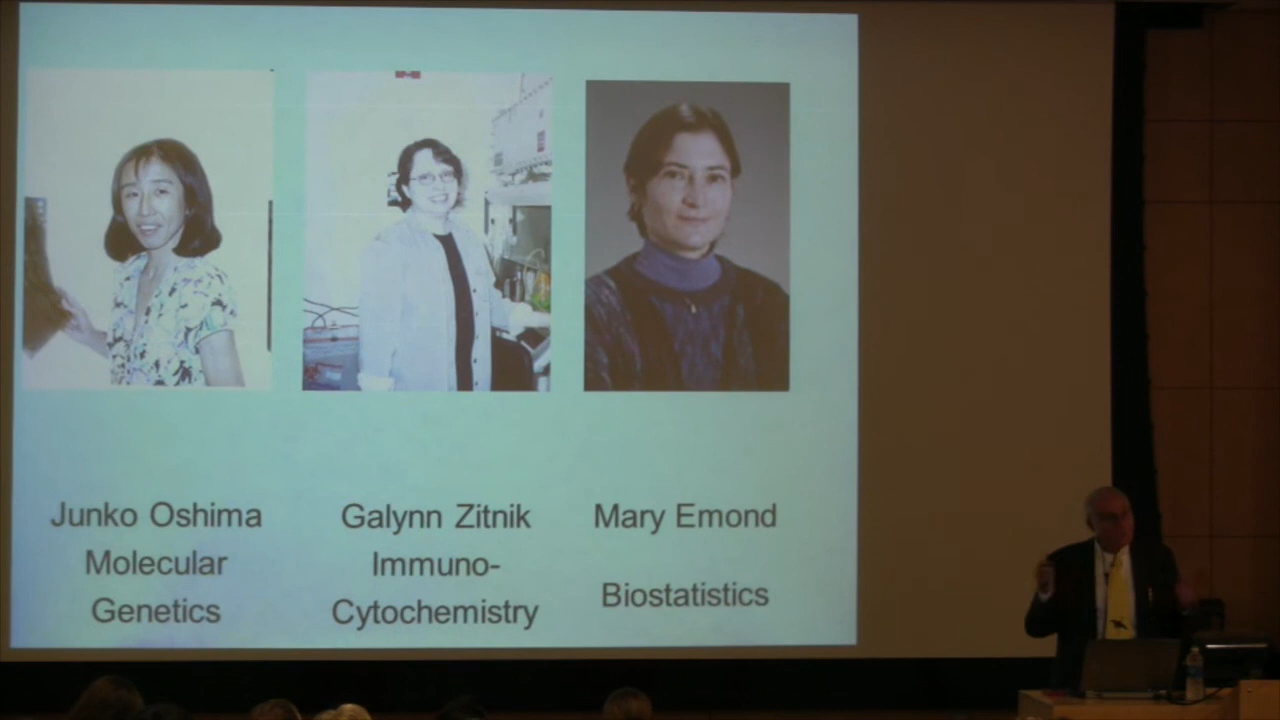 Junko Oshima
Molecular
Genetics
Galynn Zitnik
Immuno-
Cytochemistry
Mary Emond
Biostatistics